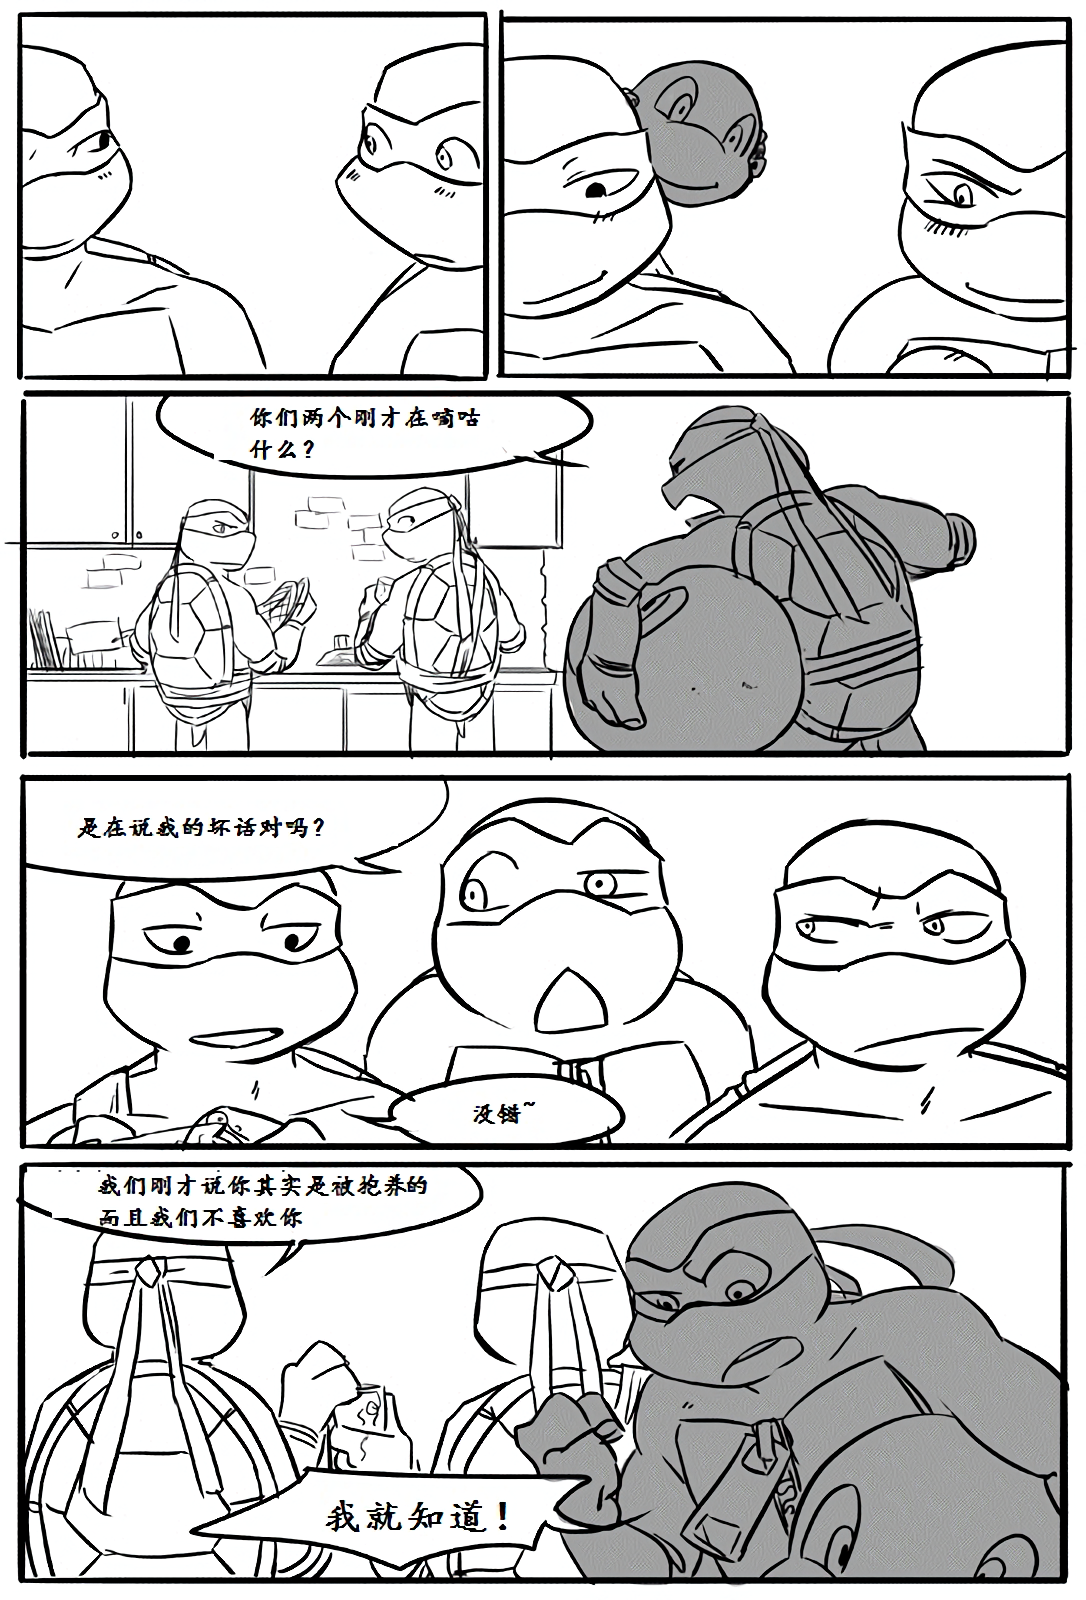 你们两个刚才在嘀咕
什么？
是在说我的坏话对吗？
没错~
我们刚才说你其实是被抱养的
而且我们不喜欢你
我就知道！